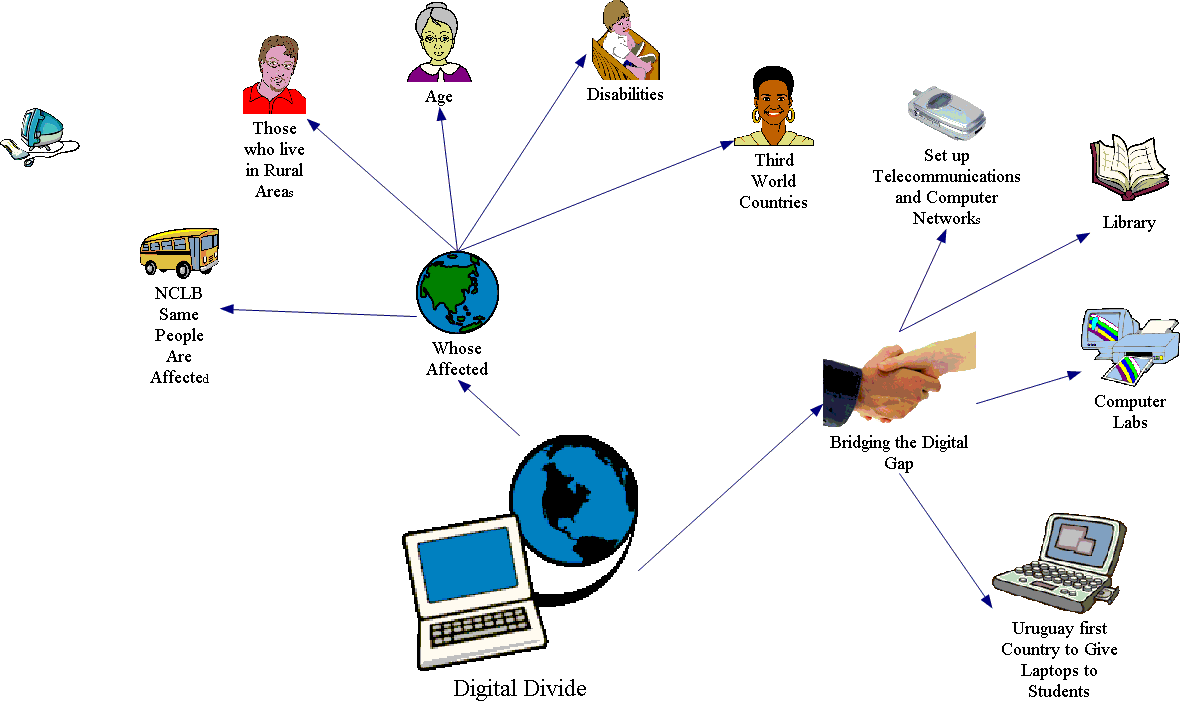 Age
Disabilities
Those
who live
in Rural
Areas
Third
World
Countries
Set up
Telecommunications
and Computer
Networks
Library
NCLB
Same
People
Are
Affected
Whose
Affected
Computer
Labs
Bridging the Digital
Gap
Uruguay first
Country to Give
Laptops to
Students
Digital Divide